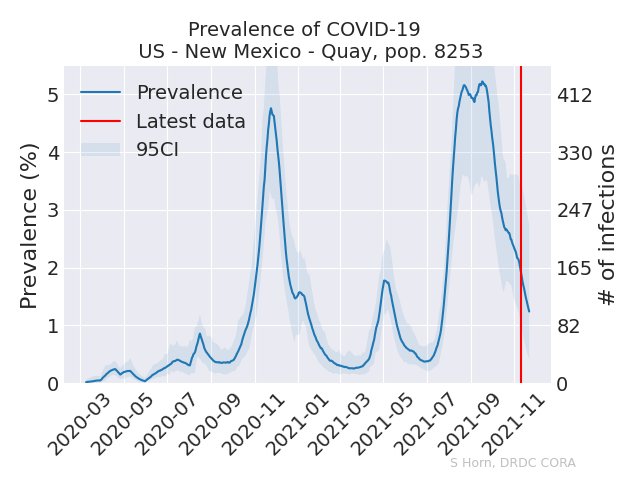 Prevalence of COVID-19
US - New Mexico - Quay, pop. 8253
Prevalence
Latest data
95CI
Prevalence (%)
5
4
3
2
1
0
# of infections
412
330
247
165
82
0
2020-03
2020-05
2020-07
2020-09
2020-11
2021-01
2021-03
2021-05
2021-07
2021-09
2021-11
S Horn, DRDC CORA